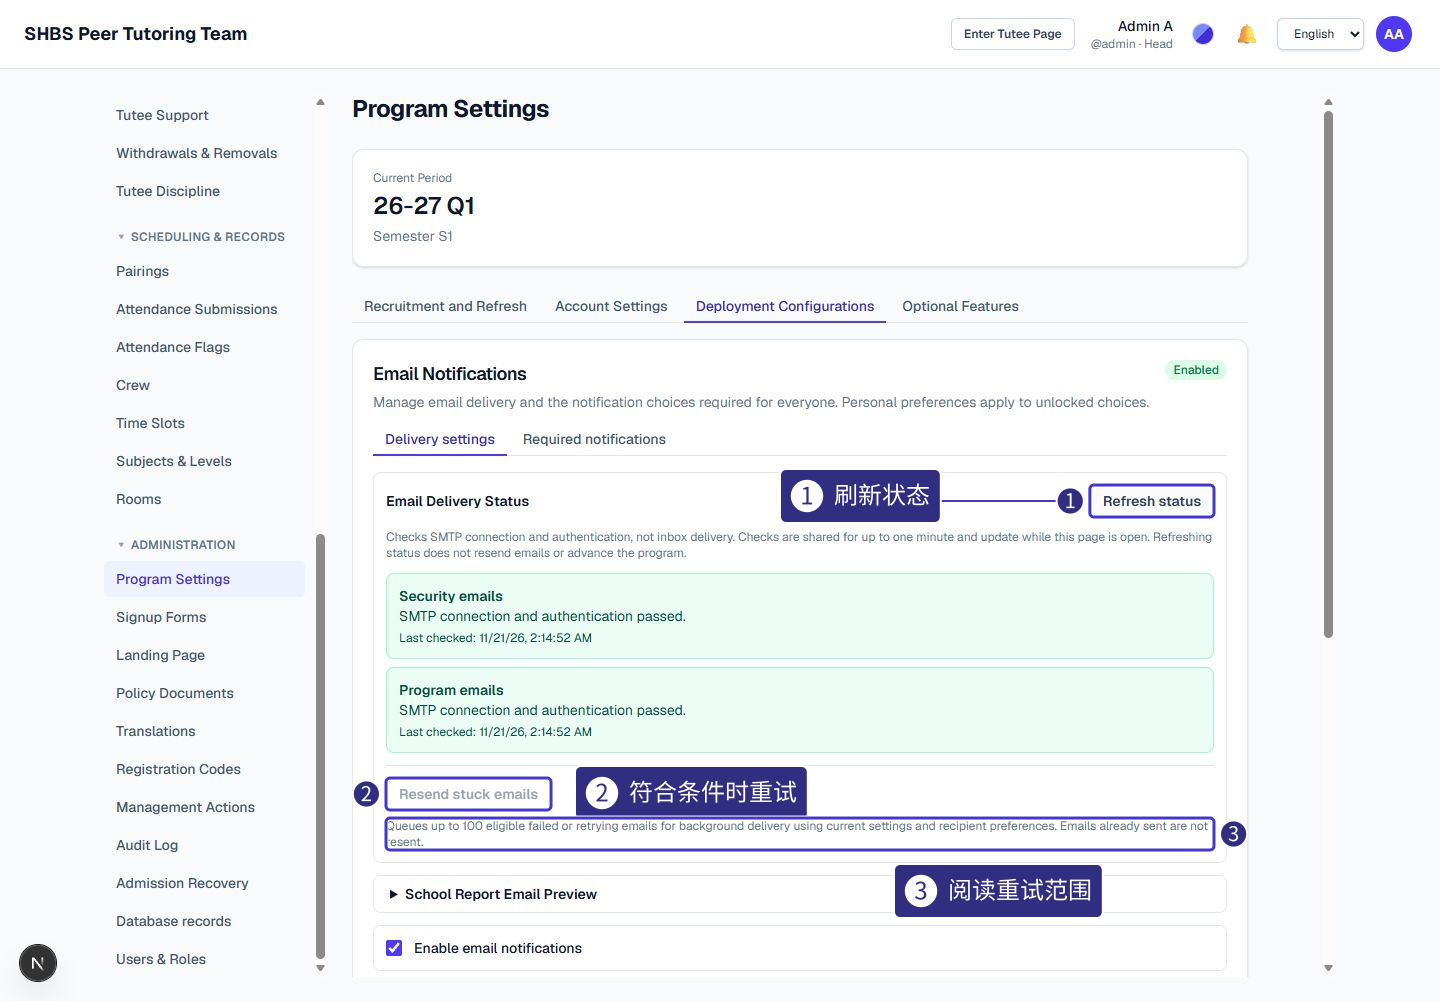 SHBS Peer Tutoring Team
Enter Tutee Page
Admin A
@admin · Head
English
AA
Tutee Support
Withdrawals & Removals
Tutee Discipline
SCHEDULING & RECORDS
Pairings
Attendance Submissions
Attendance Flags
Crew
Time Slots
Subjects & Levels
Rooms
ADMINISTRATION
Program Settings
Signup Forms
Landing Page
Policy Documents
Translations
Registration Codes
Management Actions
Audit Log
Admission Recovery
Database records
Users & Roles
N
Program Settings
Current Period
26-27 Q1
Semester S1
Recruitment and Refresh
Account Settings
Deployment Configurations
Optional Features
Email Notifications
Enabled
Manage email delivery and the notification choices required for everyone. Personal preferences apply to unlocked choices.
Delivery settings
Required notifications
Email Delivery Status
1 刷新状态
1
Refresh status
Checks SMTP connection and authentication, not inbox delivery. Checks are shared for up to one minute and update while this page is open. Refreshing
status does not resend emails or advance the program.
Security emails
SMTP connection and authentication passed.
Last checked: 11/21/26, 2:14:52 AM
Program emails
SMTP connection and authentication passed.
Last checked: 11/21/26, 2:14:52 AM
2
Resend stuck emails
2 符合条件时重试
Queues up to 100 eligible failed or retrying emails for background delivery using current settings and recipient preferences. Emails already sent are not
resent.
3
3 阅读重试范围
School Report Email Preview
Enable email notifications